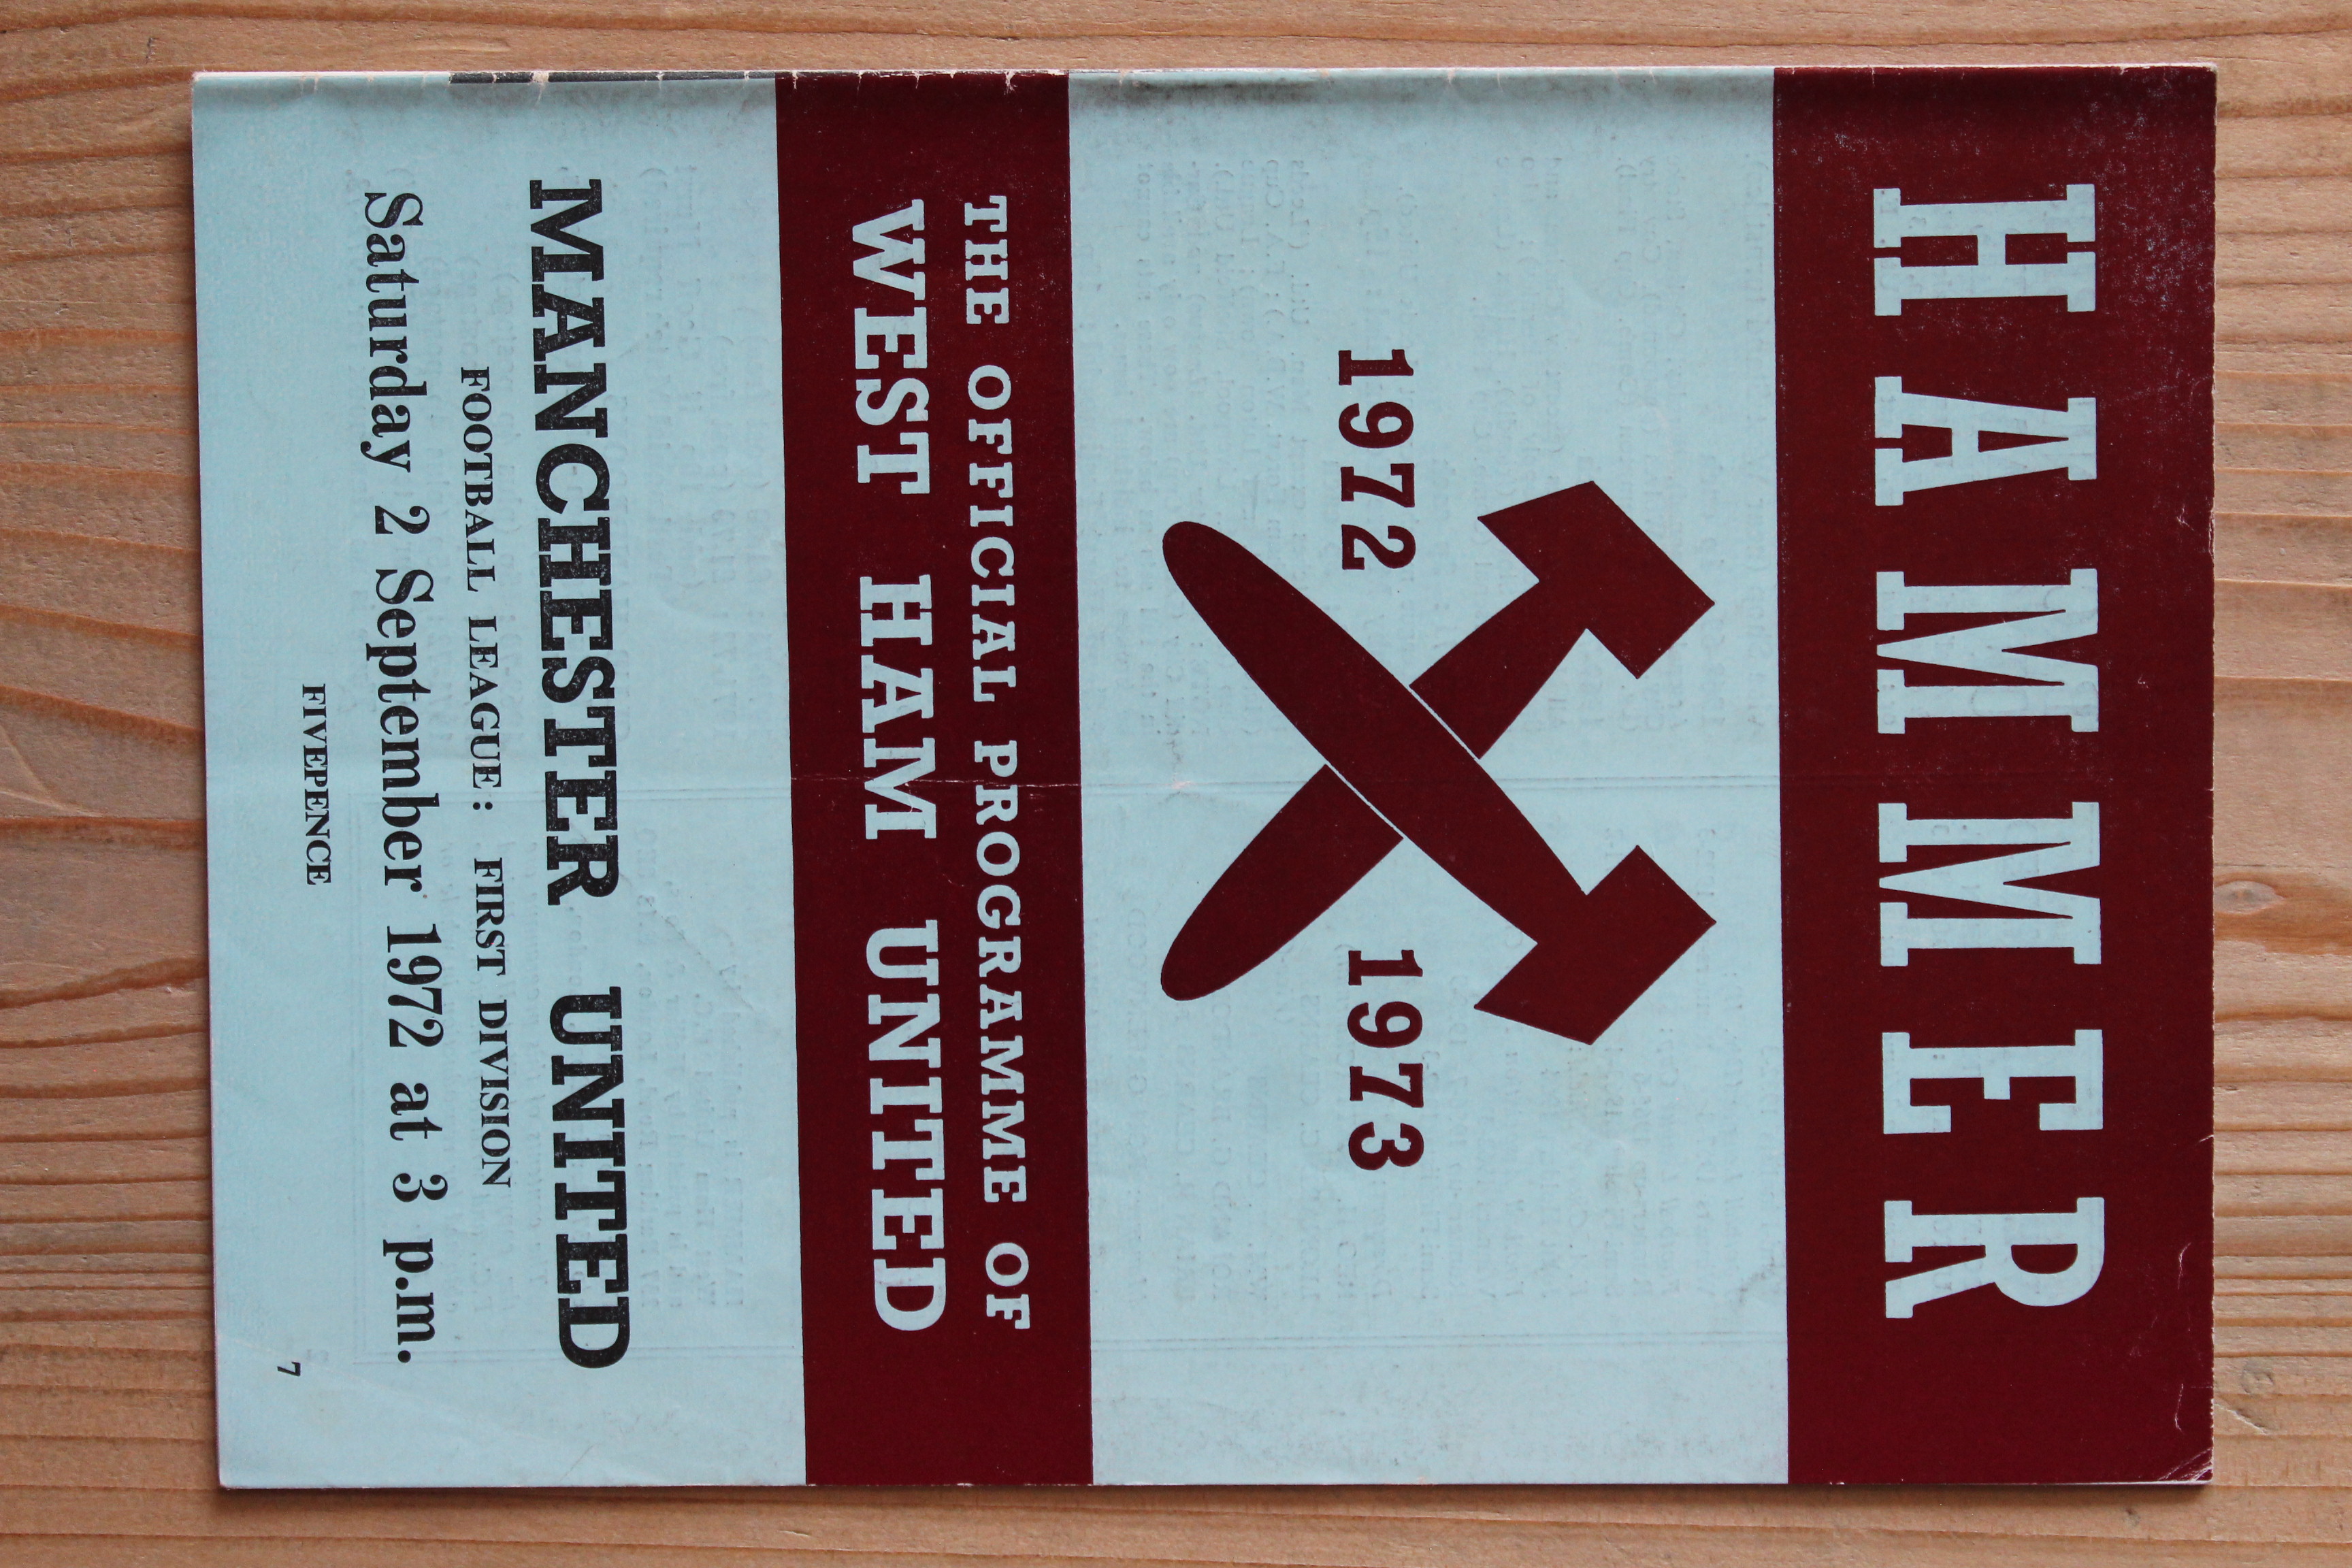 HAMMER
1972 1973
THE OFFICIAL PROGRAMME OF
WEST HAM UNITED
MANCHESTER UNITED
FOOTBALL LEAGUE: FIRST DIVISION
Saturday 2 September 1972 at 3 p.m.
FIVEPENCE
7